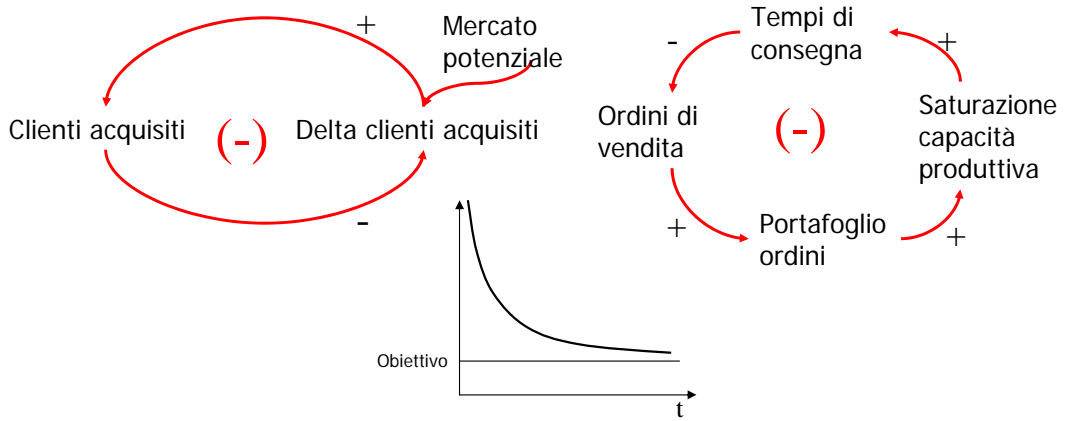 +
Mercato
potenziale
Clienti acquisiti
(-)
Delta clienti acquisiti
-
Tempi di
consegna
-
+
Ordini di
vendita
(-)
Saturazione
capacità
produttiva
+
Portafoglio
ordini
+
Obiettivo
t